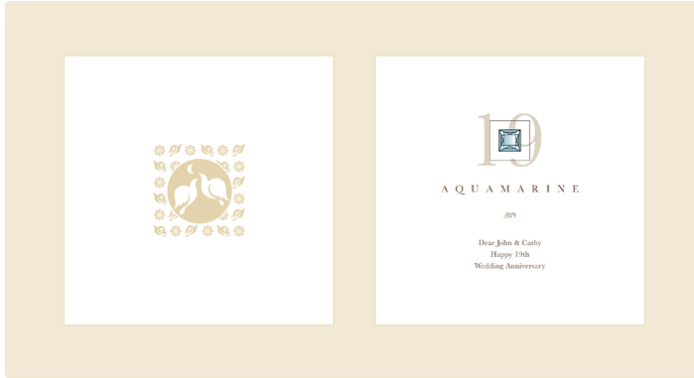 19
AQUAMARINE
Dear John & Cathy
Happy 19th
Wedding Anniversary